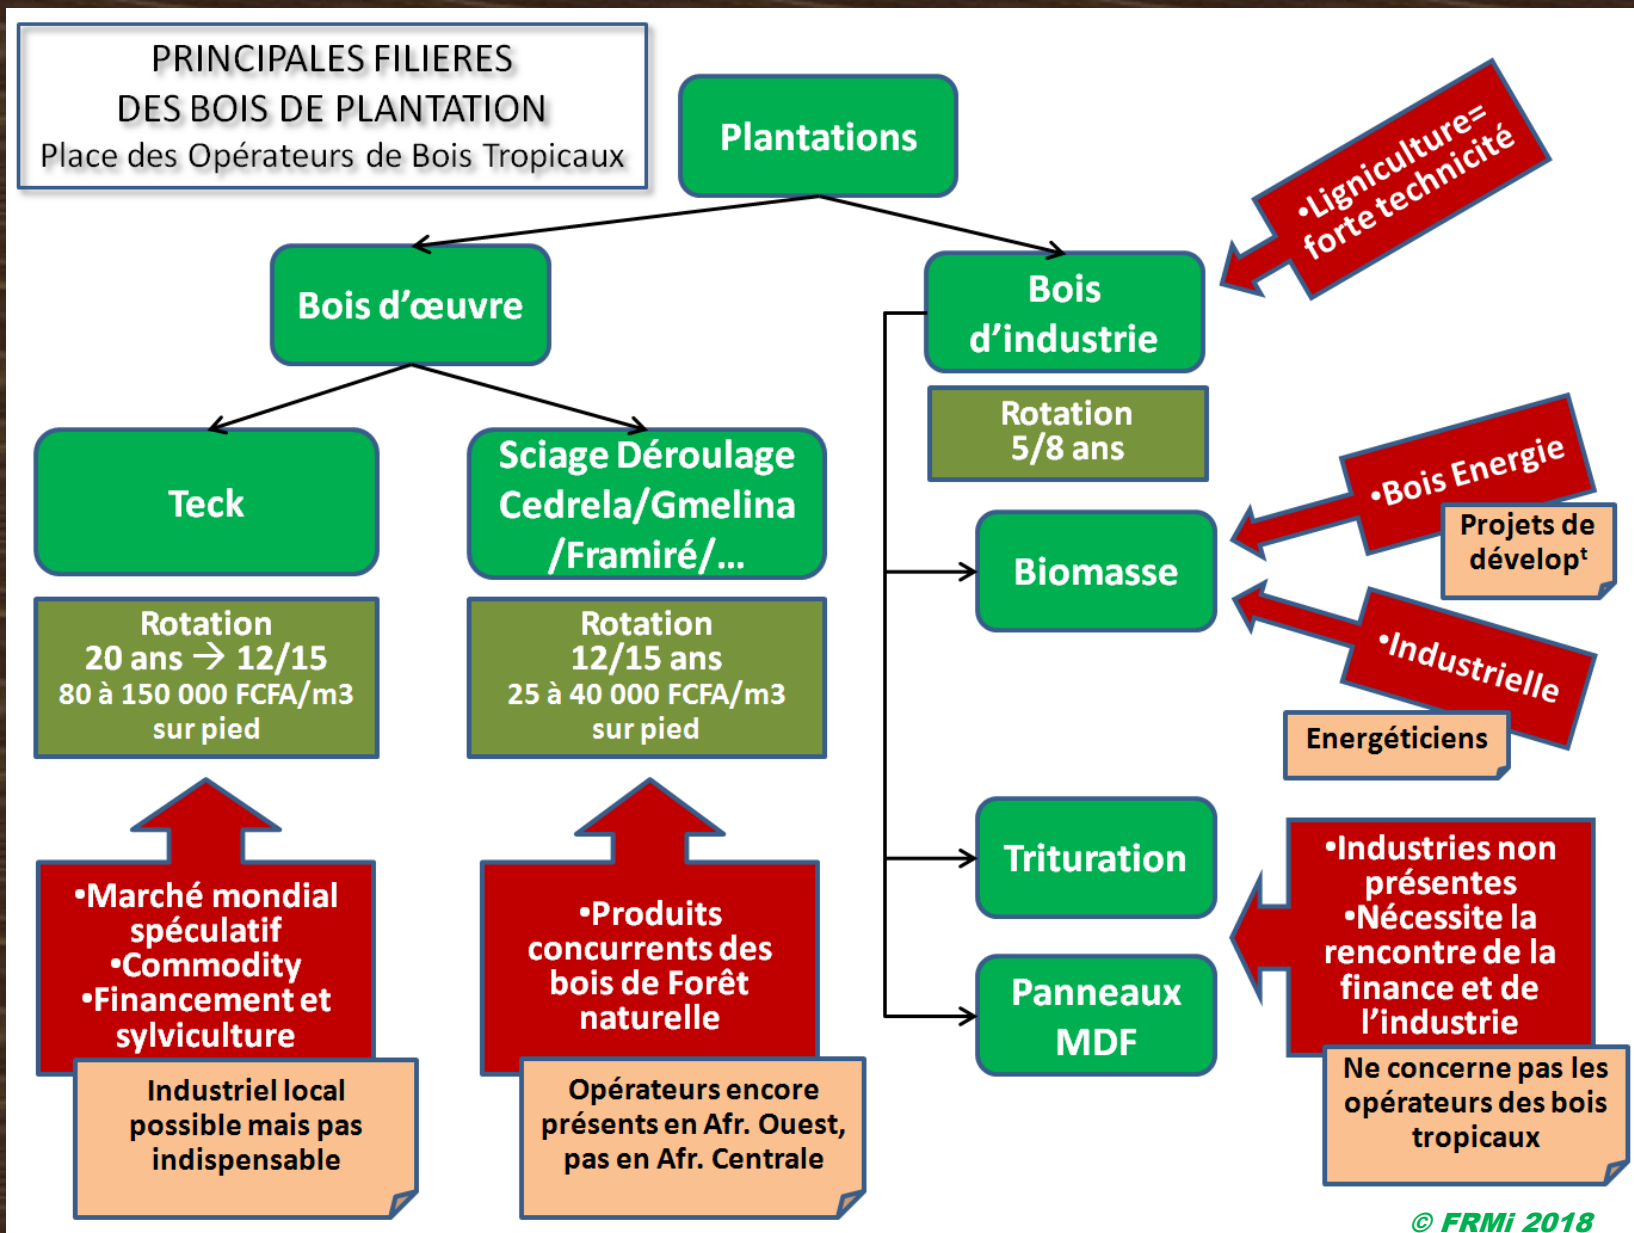 PRINCIPALES FILIERES
DES BOIS DE PLANTATION
Place des Opérateurs de Bois Tropicaux
Plantations
•Ligniculture=
forte technicité
Bois d’œuvre
Bois
d’industrie
Rotation
5/8 ans
Teck
Sciage Déroulage
Cedrela/Gmelina
/Framiré/...
Rotation
20 ans → 12/15
80 à 150 000 FCFA/m3
sur pied
Rotation
12/15 ans
25 à 40 000 FCFA/m3
sur pied
•Bois Energie
Projets de
développᵗ
Biomasse
•Industrielle
Energéticiens
•Marché mondial
spéculatif
•Commodity
•Financement et
sylviculture
Industriel local
possible mais pas
indispensable
•Produits
concurrents des
bois de Forêt
naturelle
Opérateurs encore
présents en Afr. Ouest,
pas en Afr. Centrale
Trituration
Panneaux
MDF
•Industries non
présentes
•Nécessite la
rencontre de la
finance et de
l’industrie
Ne concerne pas les
opérateurs des bois
tropicaux
© FRMi 2018